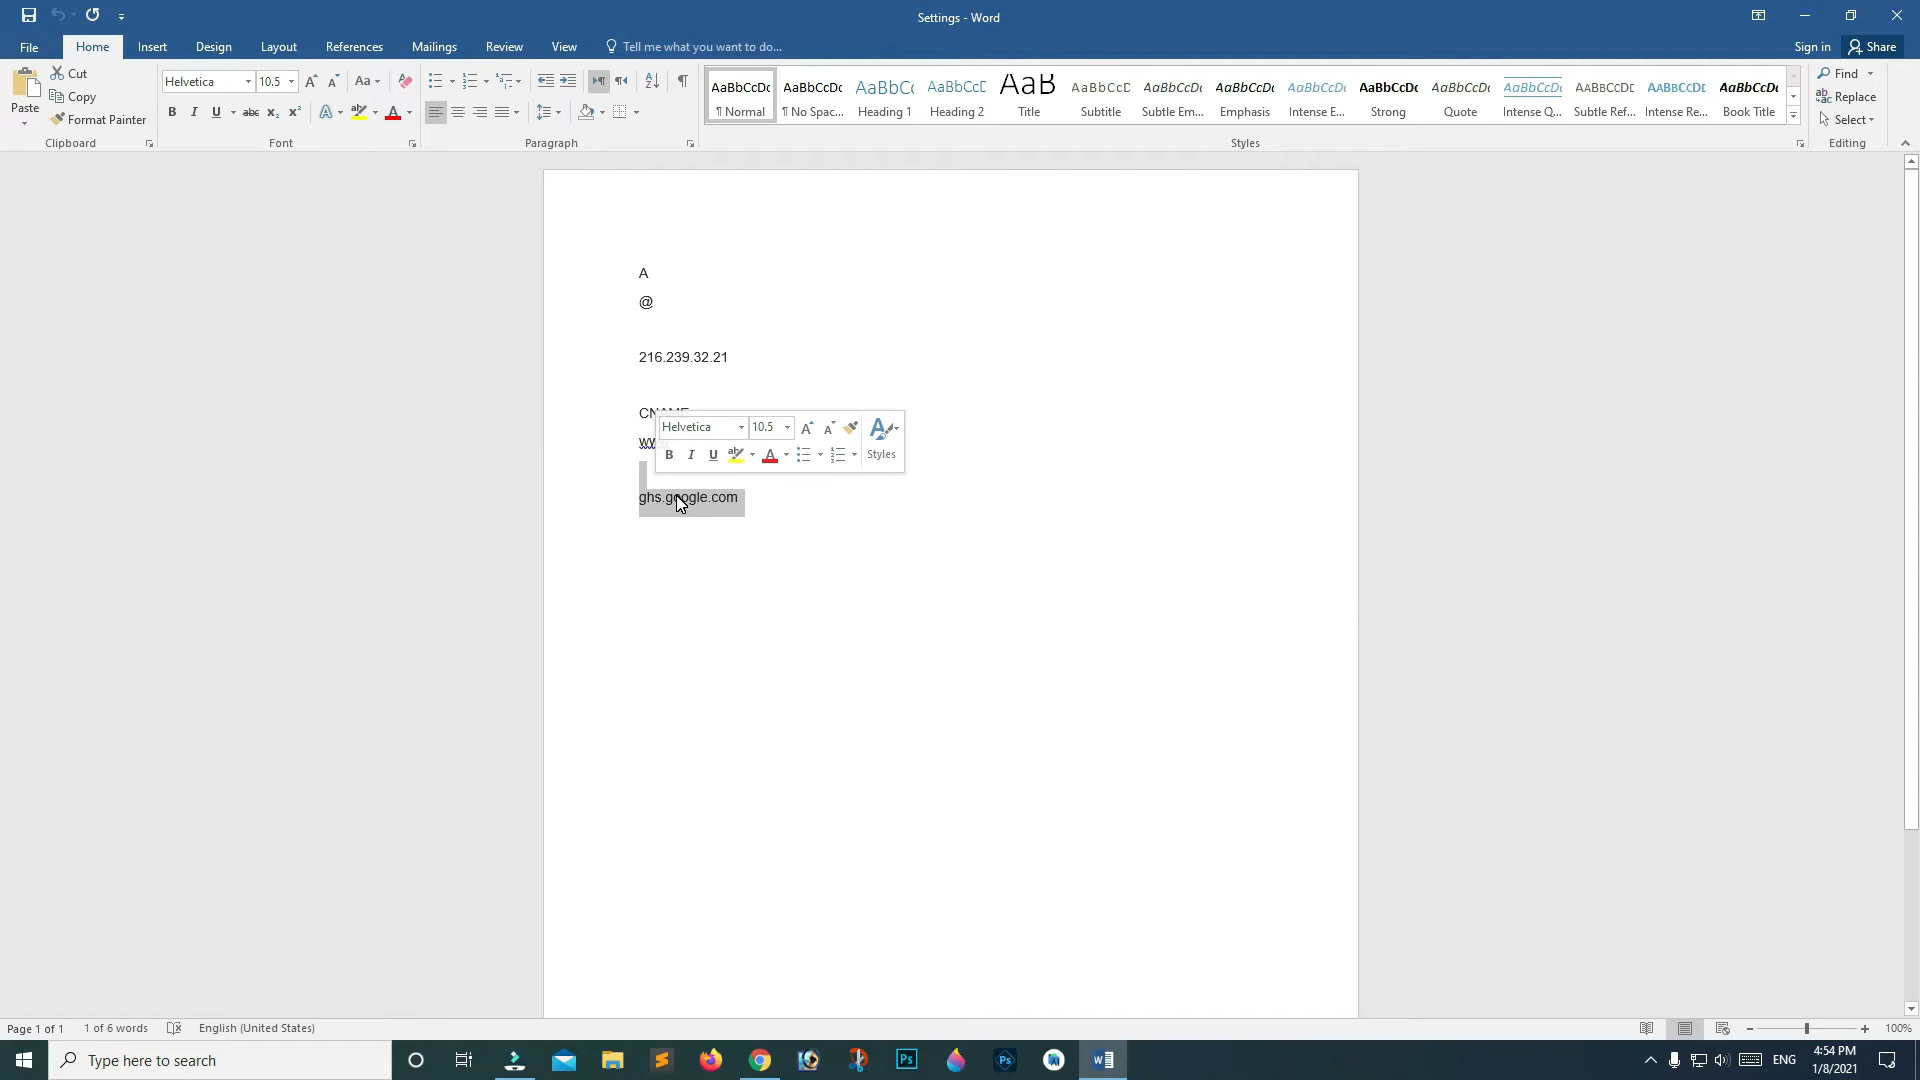 Settings - Word
File Home Insert Design Layout References Mailings Review View Tell me what you want to do... Sign in Share
Paste Cut Copy Format Painter Clipboard
Helvetica 10.5 Font
Paragraph
AaBbCcDc AaBbCcDc AaBbC AaBbCcE AaB AaBbCcC AaBbCcDc AaBbCcDc AaBbCcDc AaBbCcDc AaBbCcDc AaBbCcDc AABBCCDC AABBCCDE AaBbCcDc
¶ Normal ¶ No Spac... Heading 1 Heading 2 Title Subtitle Subtle Em... Emphasis Intense E... Strong Quote Intense Q... Subtle Ref... Intense Re... Book Title
Styles
Find Replace Select Editing
A
@
216.239.32.21
CNAME
Helvetica 10.5
B I U Styles
ghs.google.com
Page 1 of 1 1 of 6 words English (United States) 100%
Type here to search
ENG
4:54 PM
1/8/2021